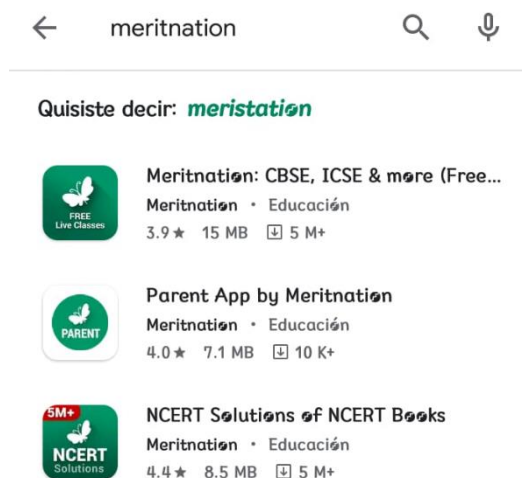 meritnation
Quisiste decir: meristation
Meritnation: CBSE, ICSE & more (Free...
FREE
Live Classes
Meritnation • Educación
3.9★ 15 MB 5 M+
Parent App by Meritnation
PARENT
Meritnation • Educación
4.0★ 7.1 MB 10 K+
5M+
NCERT Solutions of NCERT Books
NCERT
Solutions
Meritnation • Educación
4.4★ 8.5 MB 5 M+